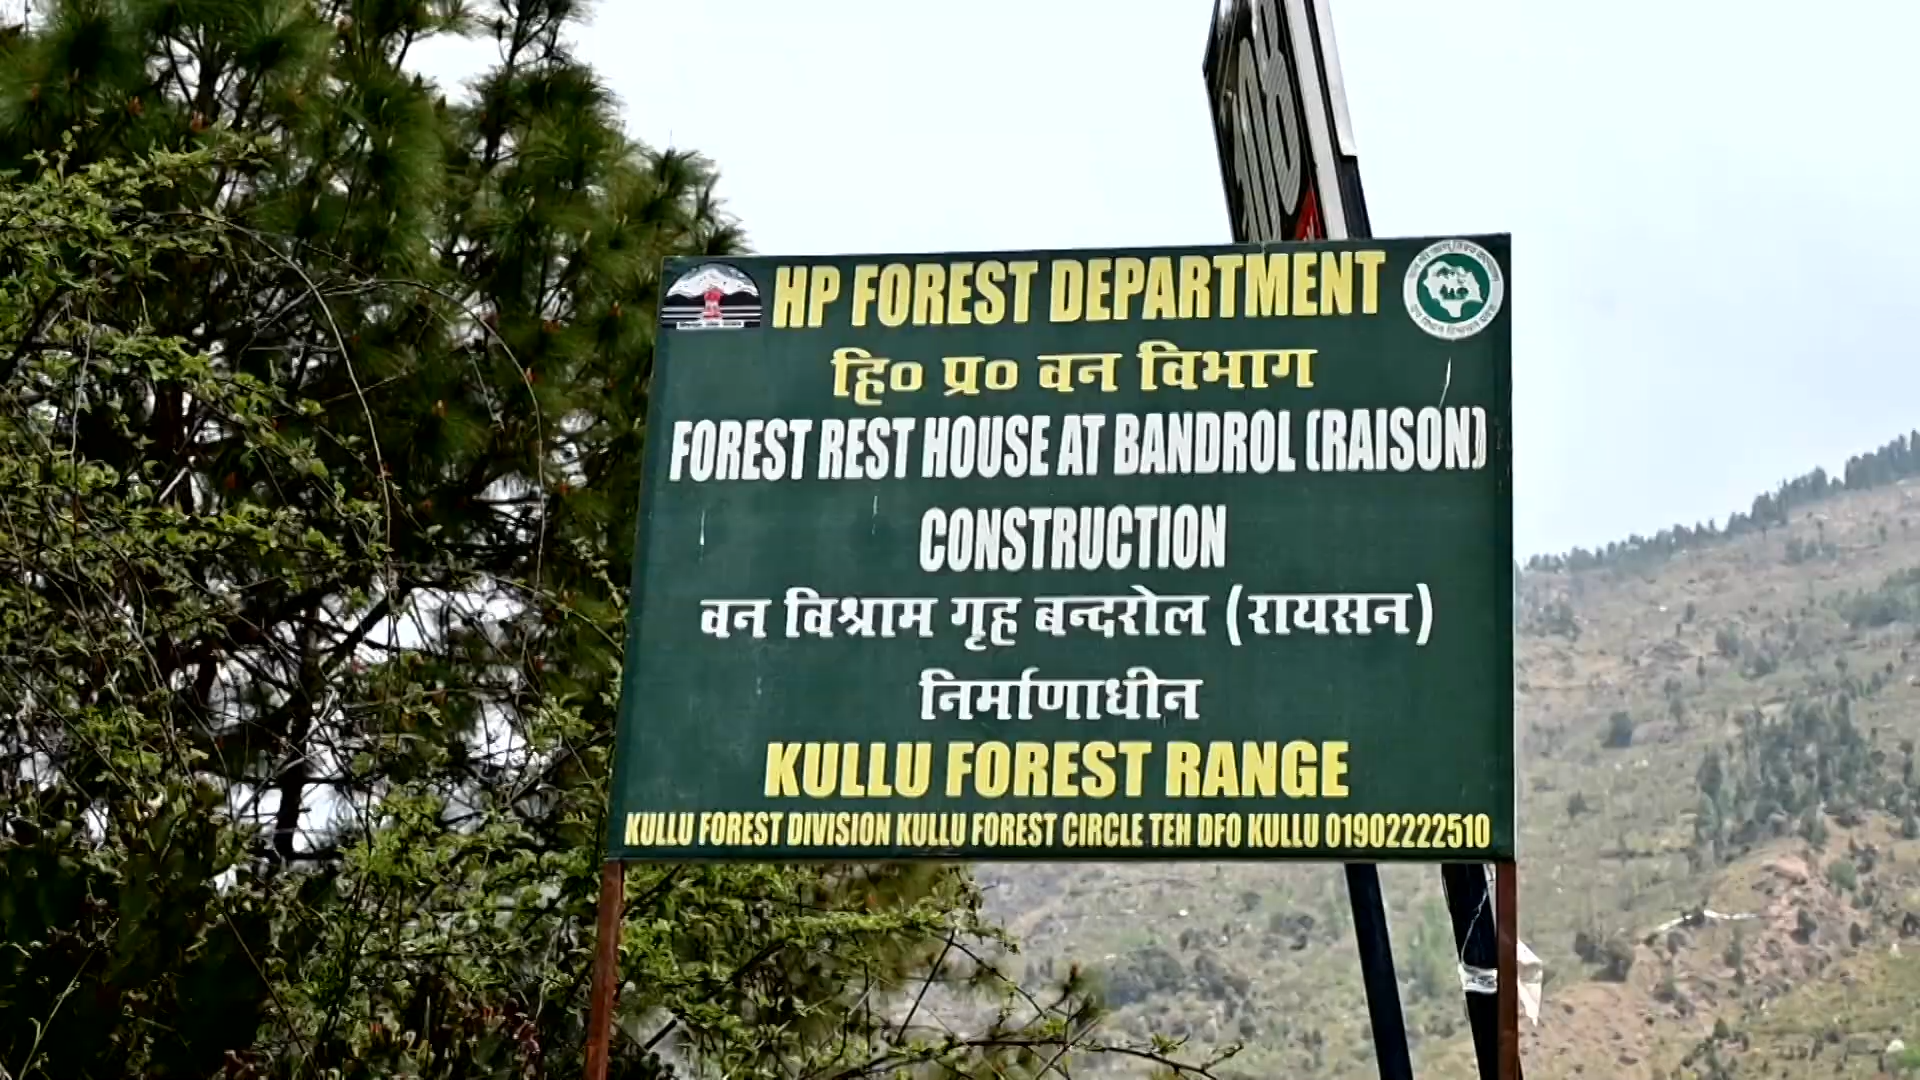 HP FOREST DEPARTMENT
हि० प्र० वन विभाग
FOREST REST HOUSE AT BANDROL (RAISON)
CONSTRUCTION
वन विश्राम गृह बन्दरोल (रायसन)
निर्माणाधीन
KULLU FOREST RANGE
KULLU FOREST DIVISION KULLU FOREST CIRCLE TEH DFO KULLU 01902222510